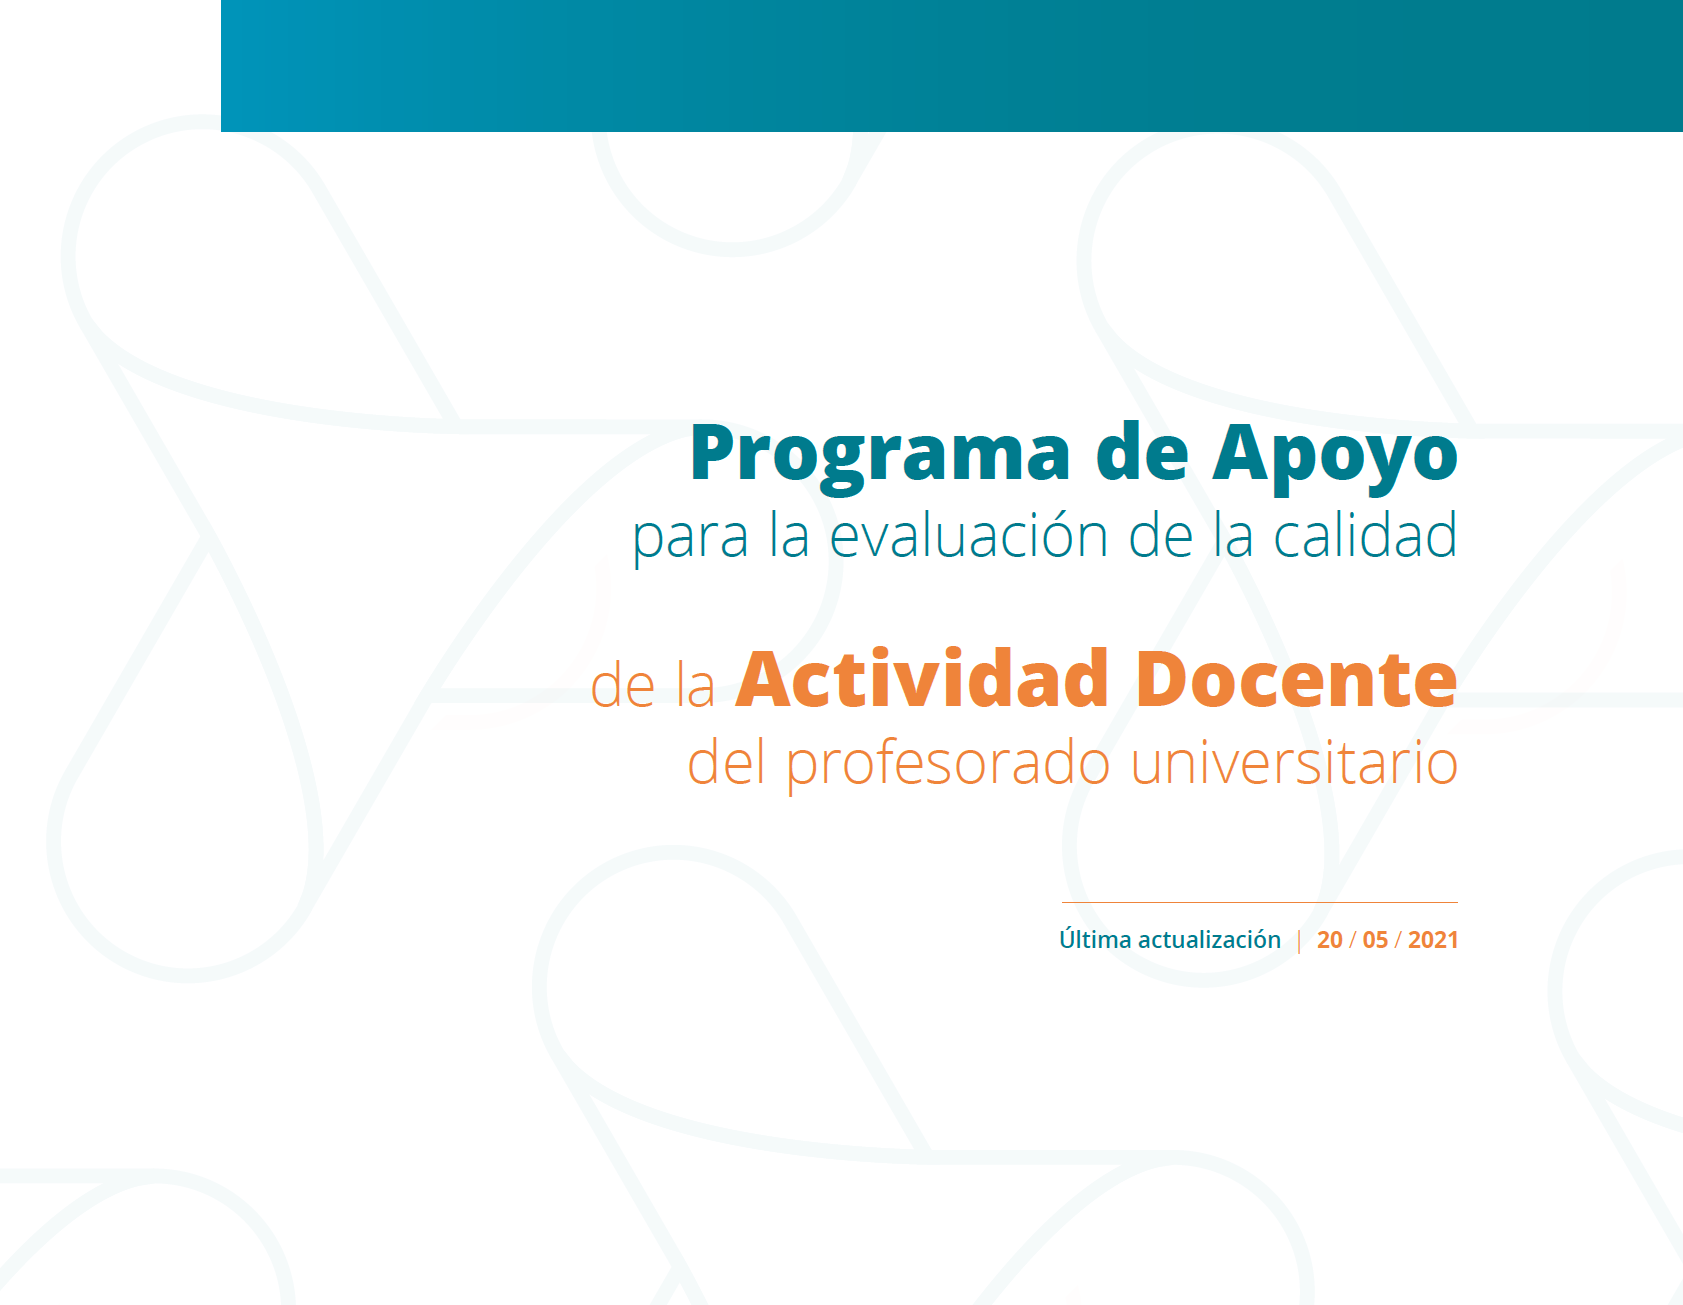 Programa de Apoyo
para la evaluación de la calidad
de la Actividad Docente
del profesorado universitario
Última actualización | 20 / 05 / 2021